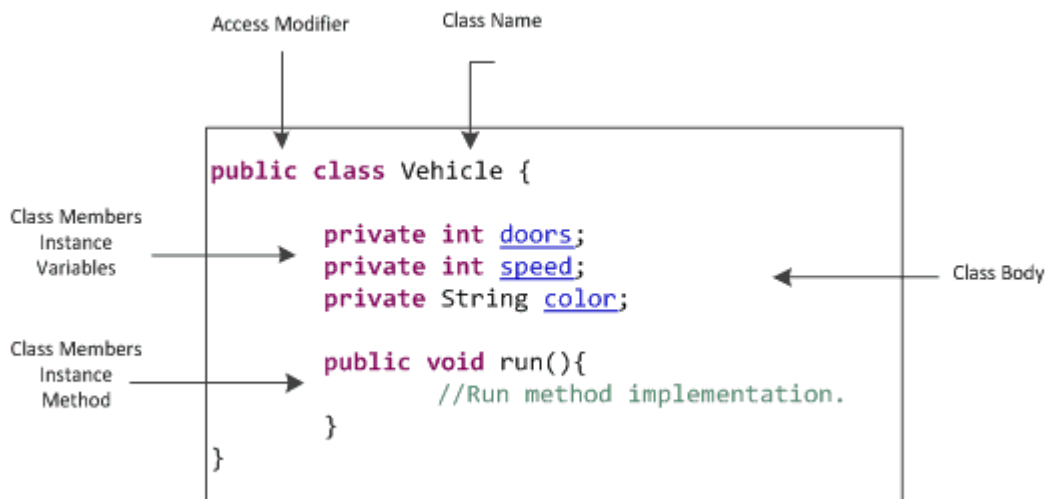 Access Modifier
Class Name
public class Vehicle {
Class Members
Instance
Variables
private int doors;
private int speed;
private String color;
Class Body
Class Members
Instance
Method
public void run(){
//Run method implementation.
}
}